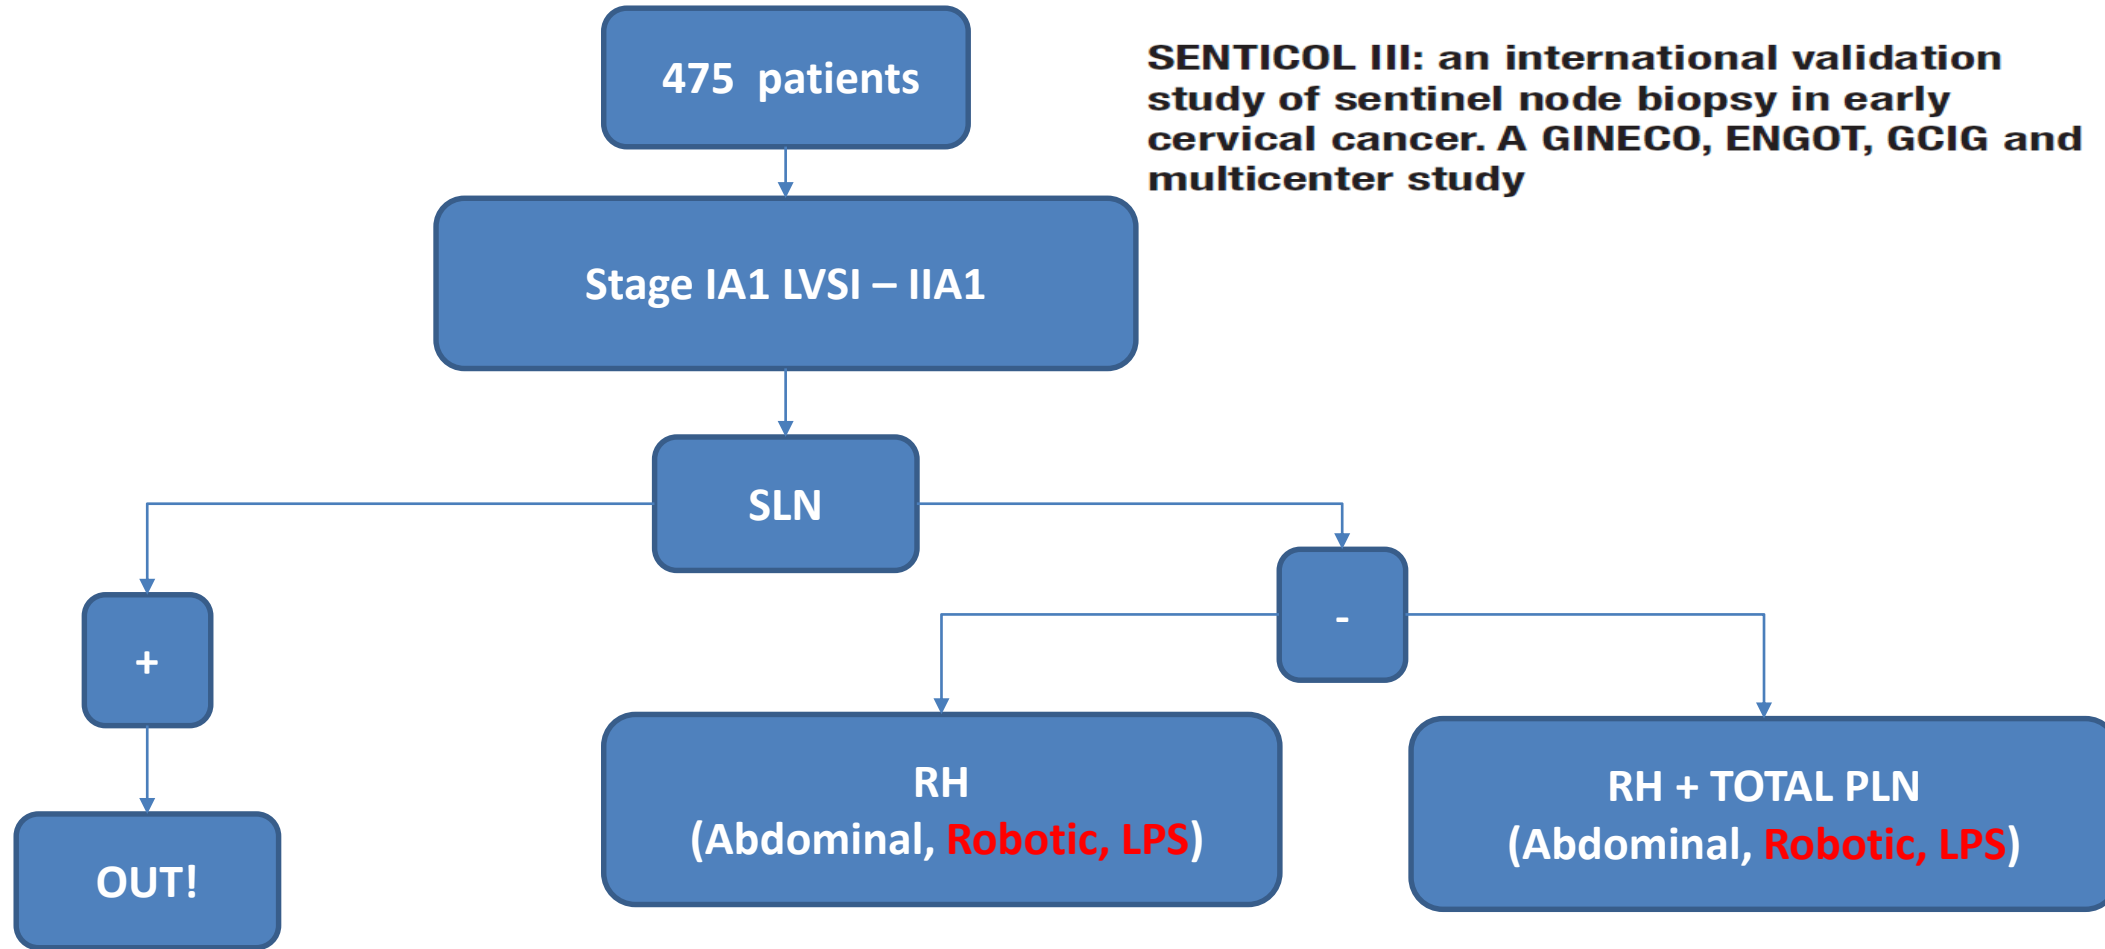 475 patients
SENTICOL III: an international validation
study of sentinel node biopsy in early
cervical cancer. A GINECO, ENGOT, GCIG and
multicenter study
Stage IA1 LVSI – IIA1
SLN
+
-
OUT!
RH
(Abdominal, Robotic, LPS)
RH + TOTAL PLN
(Abdominal, Robotic, LPS)